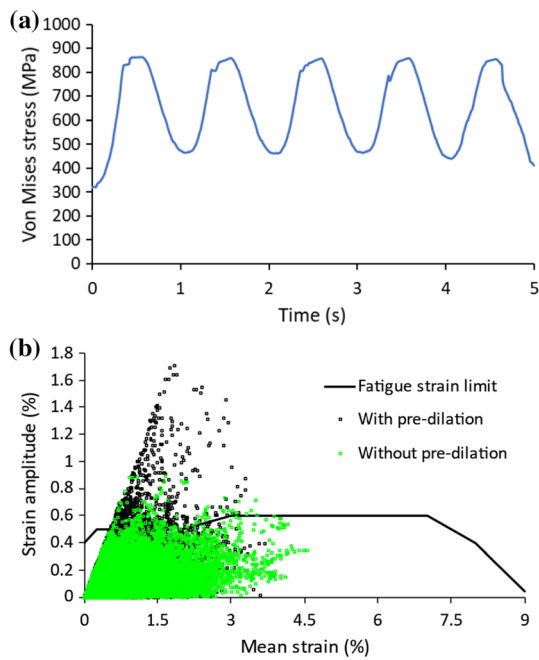 (a)
Von Mises stress (MPa)
1000
900
800
700
600
500
400
300
200
100
0
0 1 2 3 4 5
Time (s)
(b)
Strain amplitude (%)
1.8
1.6
1.4
1.2
1
0.8
0.6
0.4
0.2
0
Fatigue strain limit
With pre-dilation
Without pre-dilation
0 1.5 3 4.5 6 7.5 9
Mean strain (%)